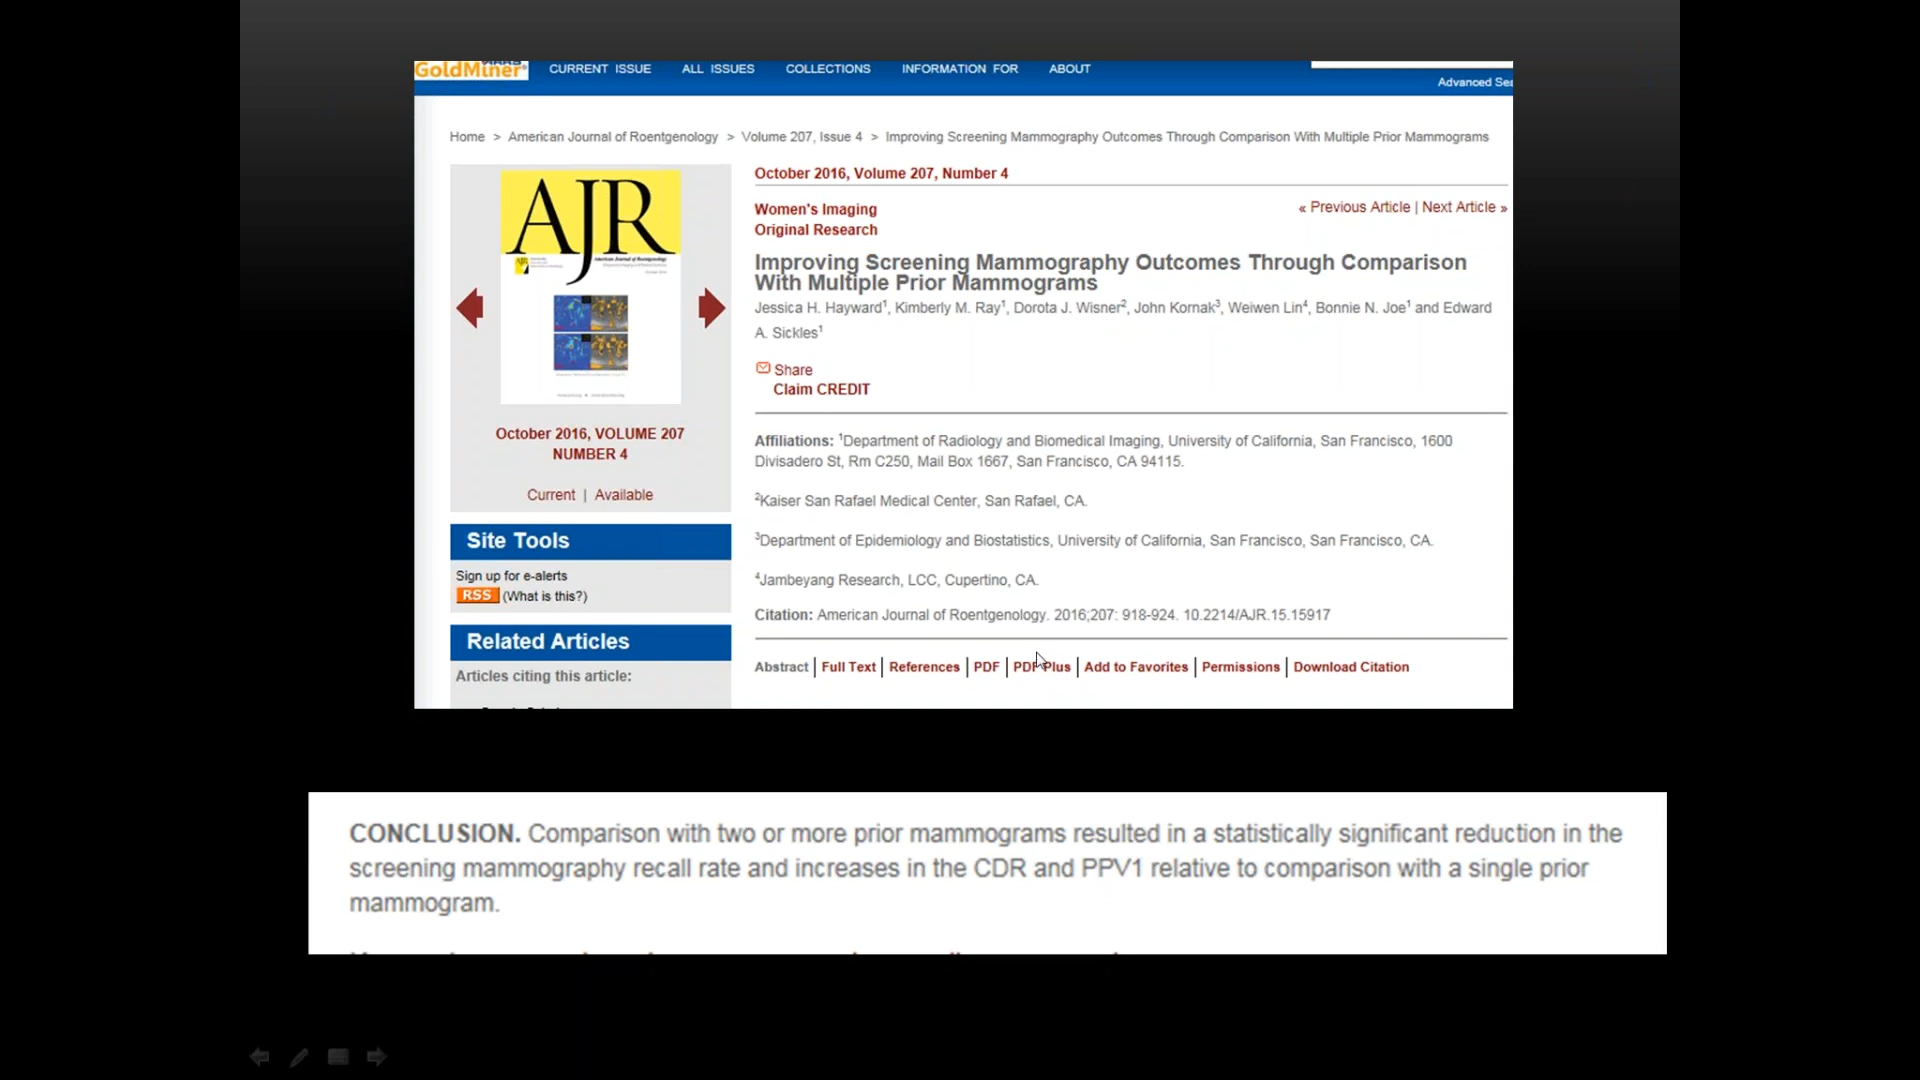 GoldMiner
CURRENT ISSUE ALL ISSUES COLLECTIONS INFORMATION FOR ABOUT
Advanced Sea
Home > American Journal of Roentgenology > Volume 207, Issue 4 > Improving Screening Mammography Outcomes Through Comparison With Multiple Prior Mammograms
AJR
American Journal of Roentgenology
October 2016, VOLUME 207
NUMBER 4
Current | Available
Site Tools
Sign up for e-alerts
RSS (What is this?)
Related Articles
Articles citing this article:
October 2016, Volume 207, Number 4
Women's Imaging
Original Research
« Previous Article | Next Article »
Improving Screening Mammography Outcomes Through Comparison
With Multiple Prior Mammograms
Jessica H. Hayward1, Kimberly M. Ray1, Dorota J. Wisner2, John Kornak3, Weiwen Lin4, Bonnie N. Joe1 and Edward
A. Sickles1
Share
Claim CREDIT
Affiliations: 1Department of Radiology and Biomedical Imaging, University of California, San Francisco, 1600
Divisadero St, Rm C250, Mail Box 1667, San Francisco, CA 94115.
2Kaiser San Rafael Medical Center, San Rafael, CA.
3Department of Epidemiology and Biostatistics, University of California, San Francisco, San Francisco, CA.
4Jambeyang Research, LCC, Cupertino, CA.
Citation: American Journal of Roentgenology. 2016;207: 918-924. 10.2214/AJR.15.15917
Abstract | Full Text | References | PDF | PDF Plus | Add to Favorites | Permissions | Download Citation
CONCLUSION. Comparison with two or more prior mammograms resulted in a statistically significant reduction in the
screening mammography recall rate and increases in the CDR and PPV1 relative to comparison with a single prior
mammogram.